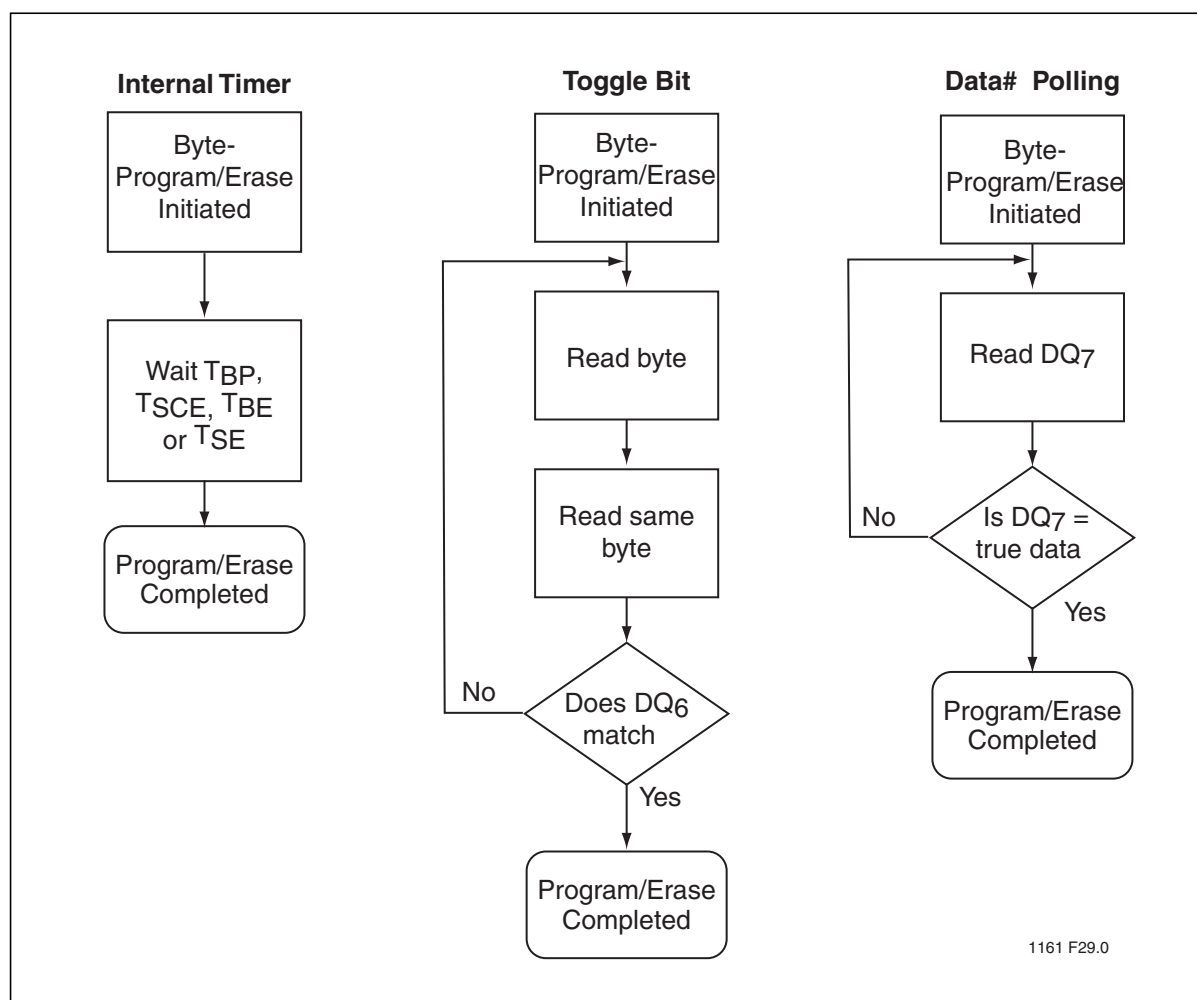 Internal Timer
Byte-
Program/Erase
Initiated
Wait TBP,
TSCE, TBE
or TSE
Program/Erase
Completed
Toggle Bit
Byte-
Program/Erase
Initiated
Read byte
Read same
byte
Does DQ6
match
No
Yes
Program/Erase
Completed
Data# Polling
Byte-
Program/Erase
Initiated
Read DQ7
Is DQ7 =
true data
No
Yes
Program/Erase
Completed
1161 F29.0